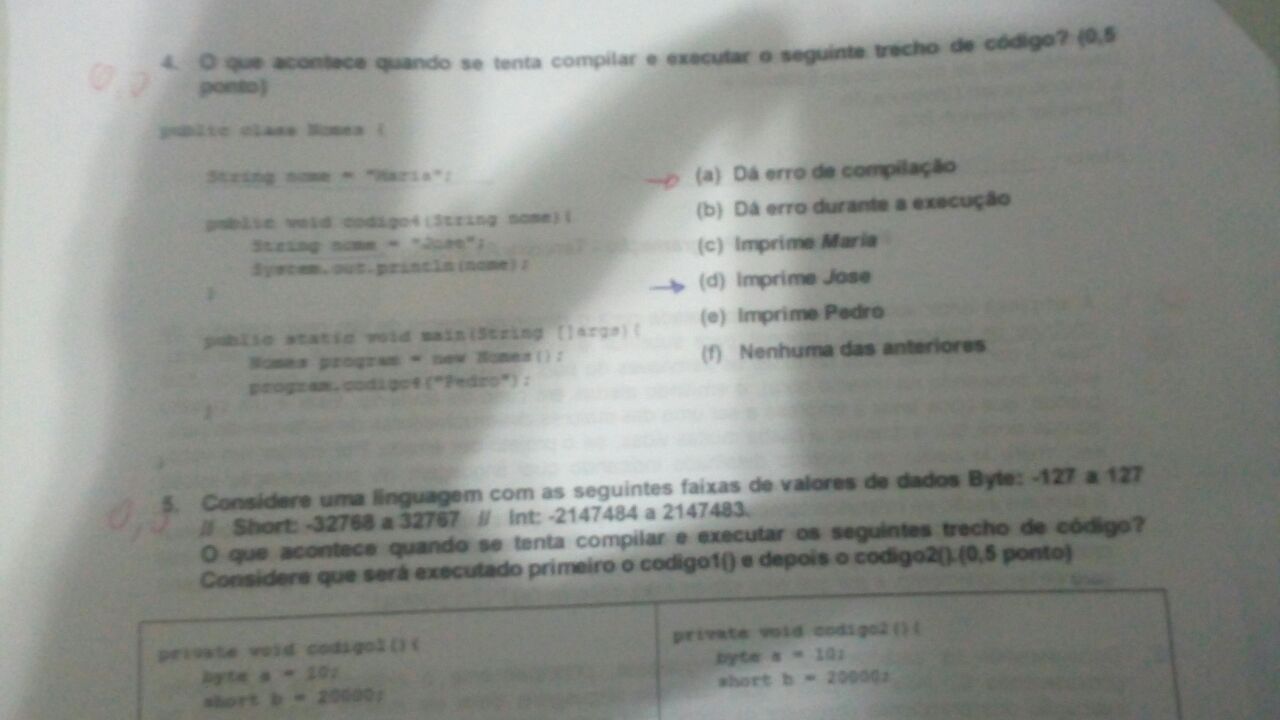 0,0
4. O que acontece quando se tenta compilar e executar o seguinte trecho de código? (0,5
ponto)
public class Nomes {
String nome = "Maria";
public void codigo4(String nome){
String nome = "Jose";
System.out.println(nome);
}
public static void main(String []args){
Nomes program = new Nomes();
program.codigo4("Pedro");
}
}
(a) Dá erro de compilação
(b) Dá erro durante a execução
(c) Imprime Maria
(d) Imprime Jose
(e) Imprime Pedro
(f) Nenhuma das anteriores
0,5
5. Considere uma linguagem com as seguintes faixas de valores de dados Byte: -127 a 127
// Short: -32768 a 32767 // Int: -2147484 a 2147483.
O que acontece quando se tenta compilar e executar os seguintes trecho de código?
Considere que será executado primeiro o codigo1() e depois o codigo2().(0,5 ponto)
private void codigo1(){
byte a = 10;
short b = 20000;
private void codigo2(){
byte a = 10;
short b = 20000;